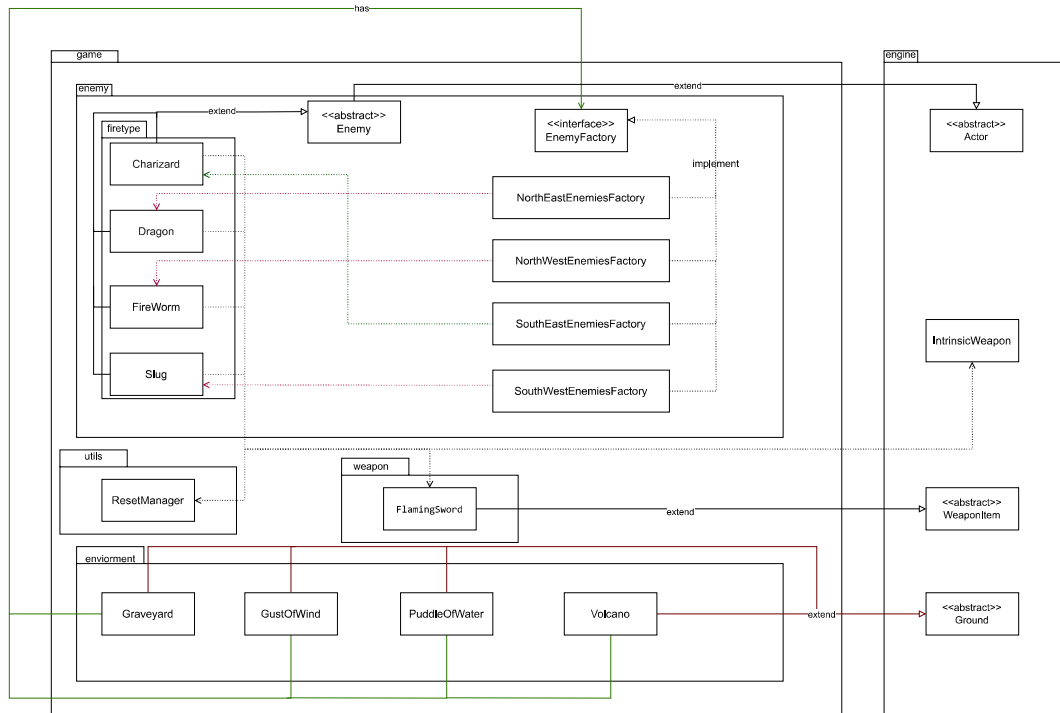 has
game
engine
enemy
extend
extend
<<abstract>>
Enemy
<<interface>>
EnemyFactory
<<abstract>>
Actor
firetype
Charizard
implement
NorthEastEnemiesFactory
Dragon
NorthWestEnemiesFactory
FireWorm
SouthEastEnemiesFactory
IntrinsicWeapon
Slug
SouthWestEnemiesFactory
utils
weapon
ResetManager
FlamingSword
extend
<<abstract>>
WeaponItem
enviorment
Graveyard
GustOfWind
PuddleOfWater
Volcano
extend
<<abstract>>
Ground